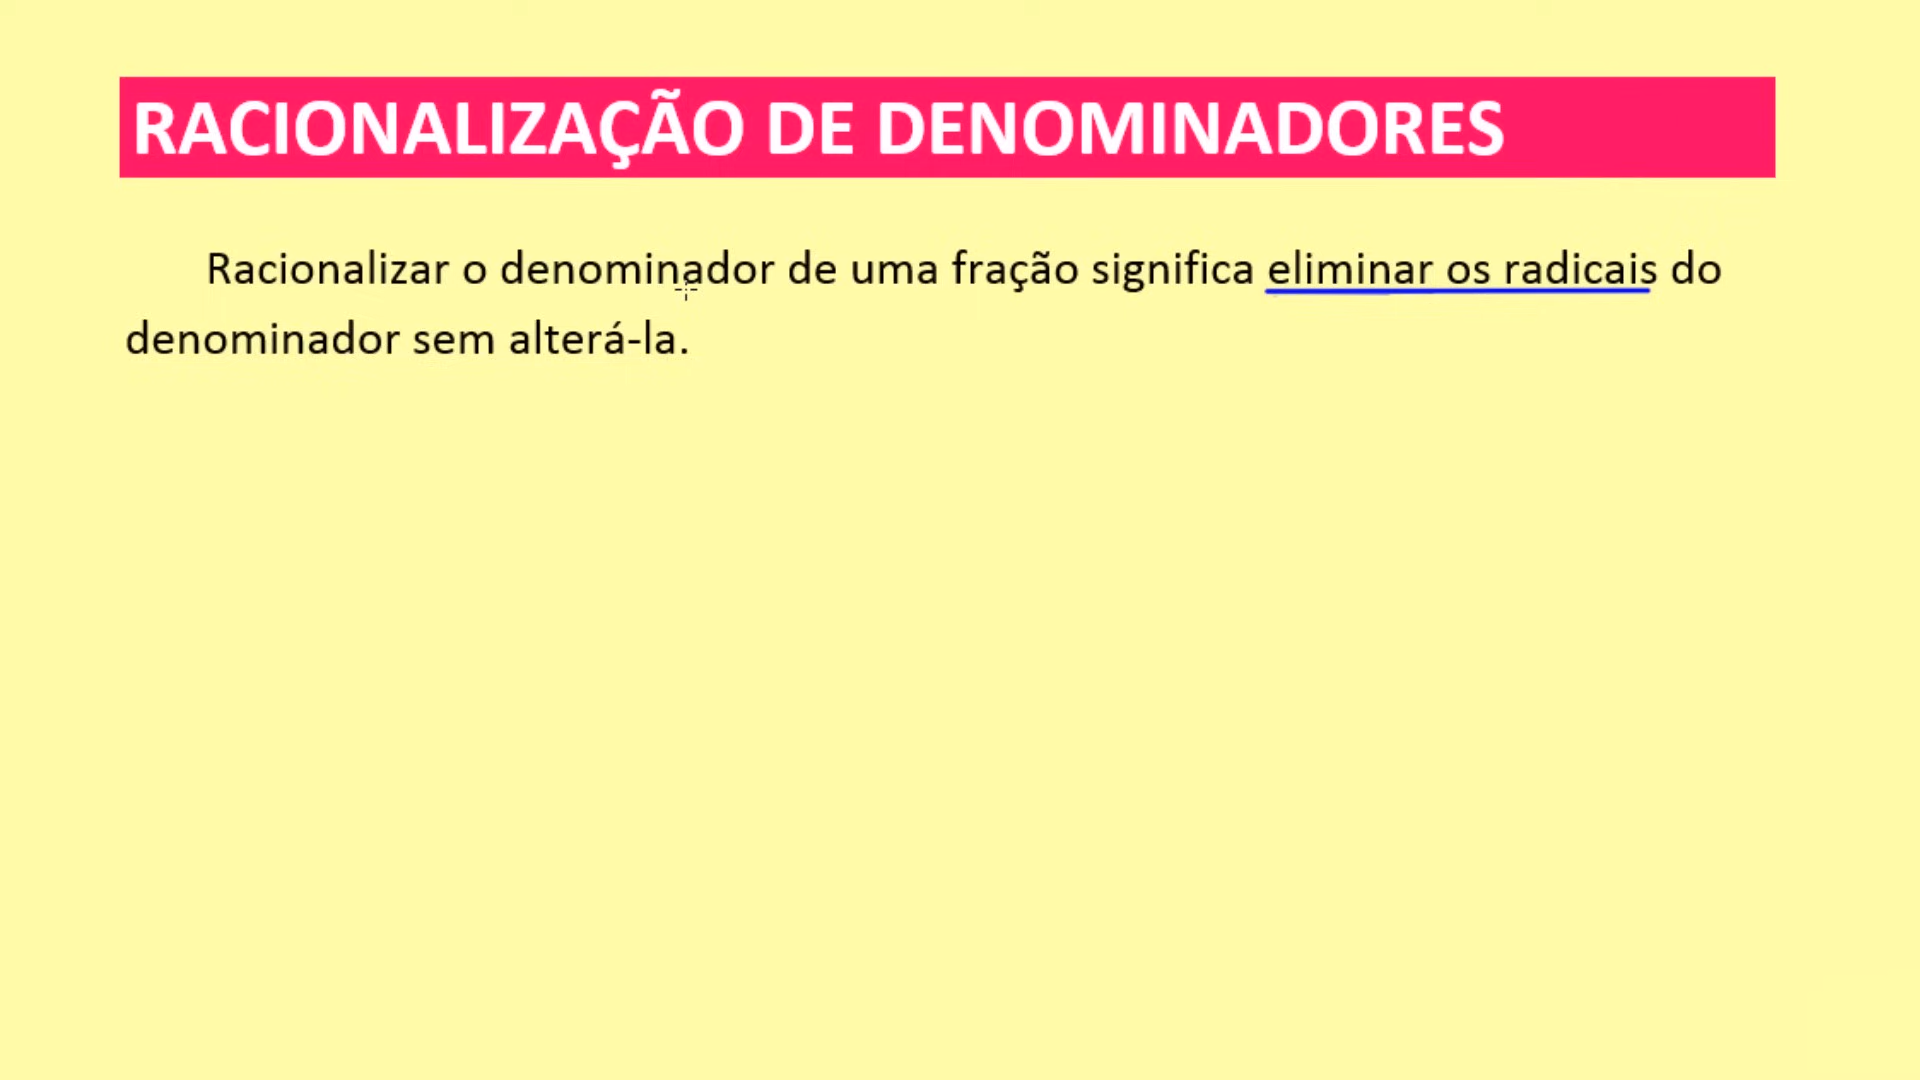 RACIONALIZAÇÃO DE DENOMINADORES
Racionalizar o denominador de uma fração significa eliminar os radicais do
denominador sem alterá-la.